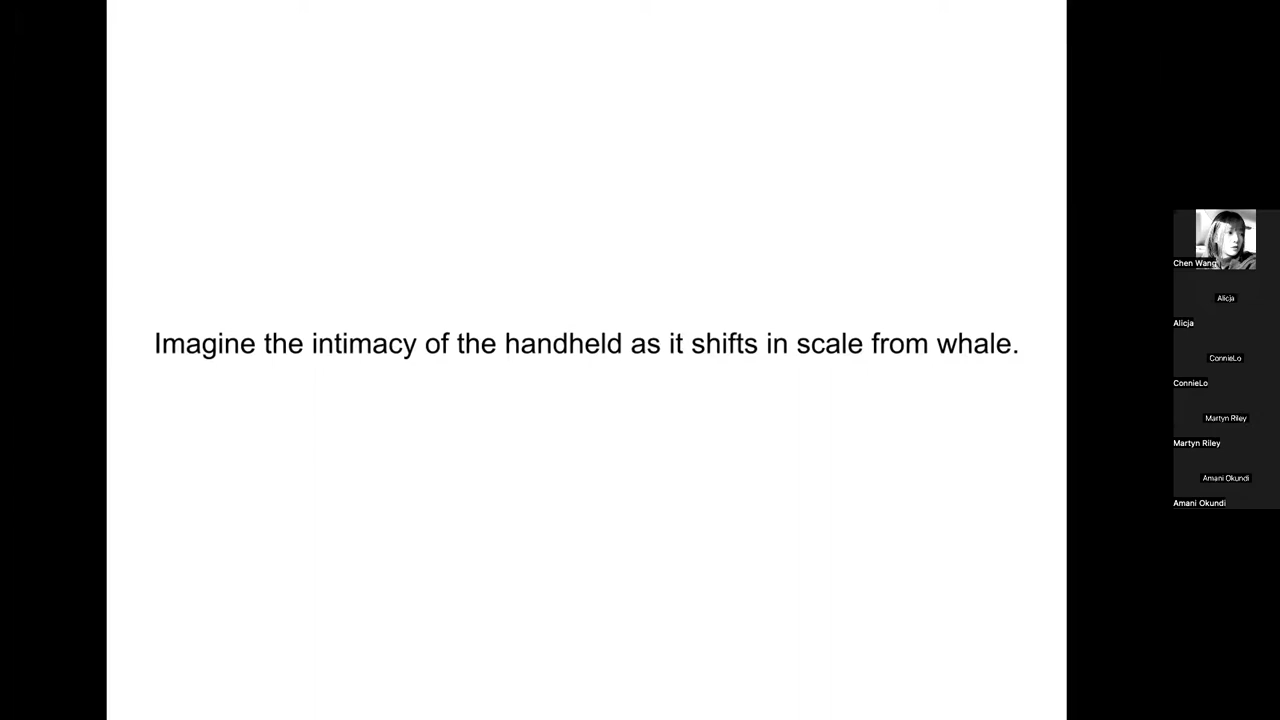 Imagine the intimacy of the handheld as it shifts in scale from whale.
Chen Wang
Alicja
Alicja
ConnieLo
ConnieLo
Martyn Riley
Martyn Riley
Amani Okundi
Amani Okundi